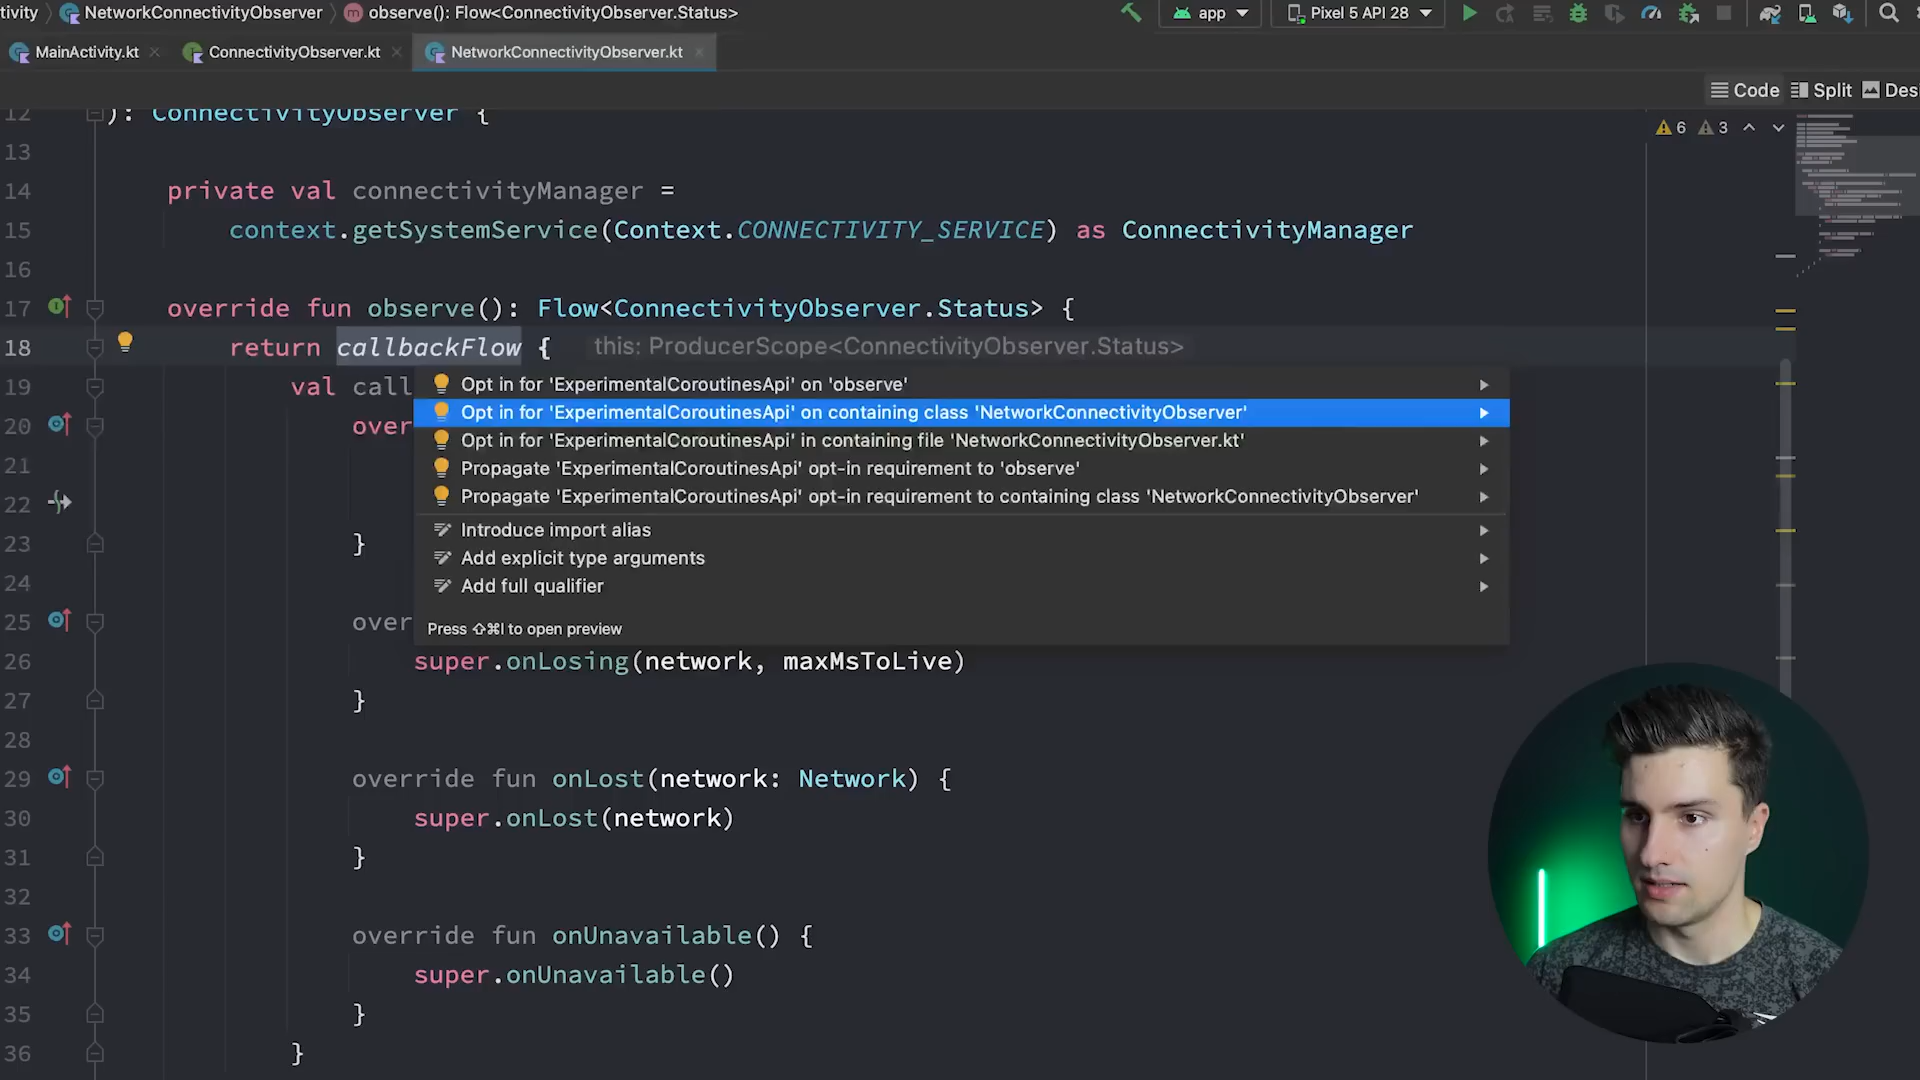 tivity
NetworkConnectivityObserver
observe(): Flow<ConnectivityObserver.Status>
app
Pixel 5 API 28
MainActivity.kt
ConnectivityObserver.kt
NetworkConnectivityObserver.kt
Code
Split
Des
6
3
12 ): ConnectivityObserver {
13
14 private val connectivityManager =
15 context.getSystemService(Context.CONNECTIVITY_SERVICE) as ConnectivityManager
16
17 override fun observe(): Flow<ConnectivityObserver.Status> {
18 return callbackFlow { this: ProducerScope<ConnectivityObserver.Status>
19 val call
Opt in for 'ExperimentalCoroutinesApi' on 'observe'
Opt in for 'ExperimentalCoroutinesApi' on containing class 'NetworkConnectivityObserver'
20 over
Opt in for 'ExperimentalCoroutinesApi' in containing file 'NetworkConnectivityObserver.kt'
21
Propagate 'ExperimentalCoroutinesApi' opt-in requirement to 'observe'
22
Propagate 'ExperimentalCoroutinesApi' opt-in requirement to containing class 'NetworkConnectivityObserver'
Introduce import alias
23 }
Add explicit type arguments
24
Add full qualifier
25 over
Press ⇧⌘I to open preview
26 super.onLosing(network, maxMsToLive)
27 }
28
29 override fun onLost(network: Network) {
30 super.onLost(network)
31 }
32
33 override fun onUnavailable() {
34 super.onUnavailable()
35 }
36 }